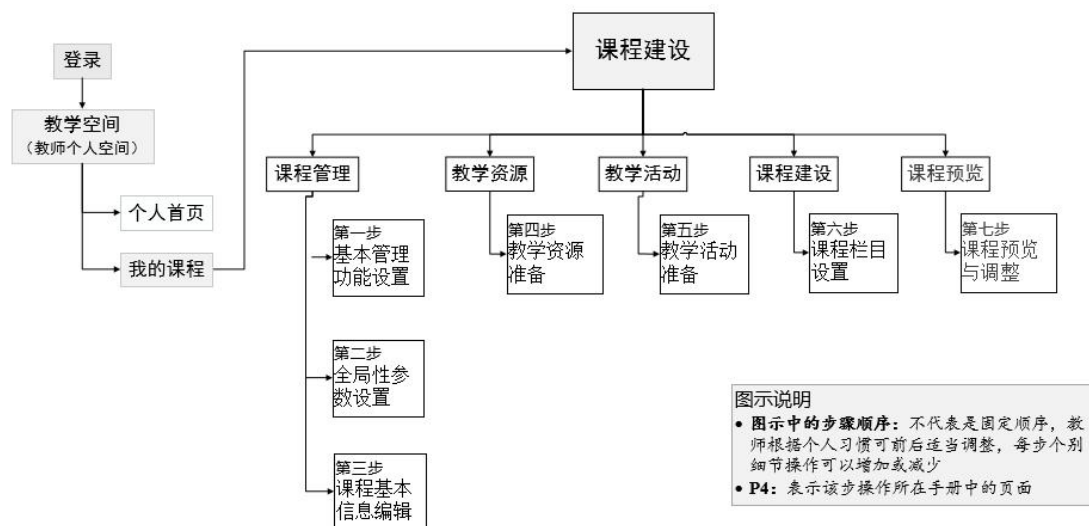 登录
教学空间
（教师个人空间）
个人首页
我的课程
课程建设
课程管理
教学资源
教学活动
课程建设
课程预览
第一步
基本管理
功能设置
第二步
全局性参
数设置
第三步
课程基本
信息编辑
第四步
教学资源
准备
第五步
教学活动
准备
第六步
课程栏目
设置
第七步
课程预览
与调整
图示说明
• 图示中的步骤顺序：不代表是固定顺序，教
师根据个人习惯可前后适当调整，每步个别
细节操作可以增加或减少
• P4：表示该步操作所在手册中的页面